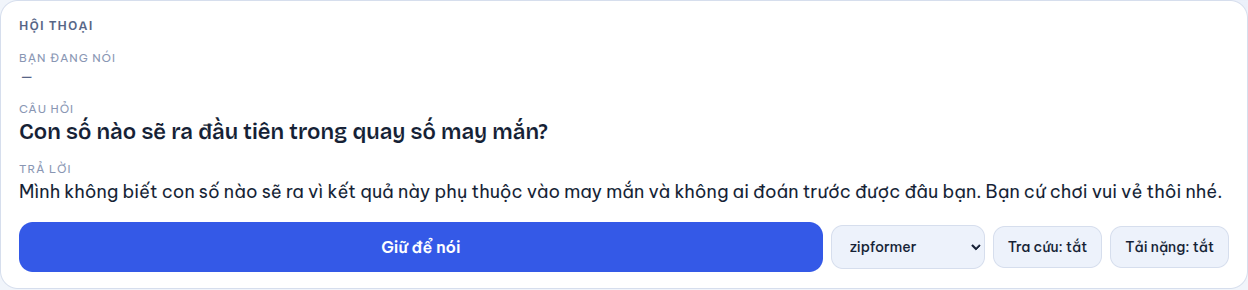 HỘI THOẠI
BẠN ĐANG NÓI
—
CÂU HỎI
Con số nào sẽ ra đầu tiên trong quay số may mắn?
TRẢ LỜI
Mình không biết con số nào sẽ ra vì kết quả này phụ thuộc vào may mắn và không ai đoán trước được đâu bạn. Bạn cứ chơi vui vẻ thôi nhé.
Giữ để nói zipformer Tra cứu: tắt Tải nặng: tắt